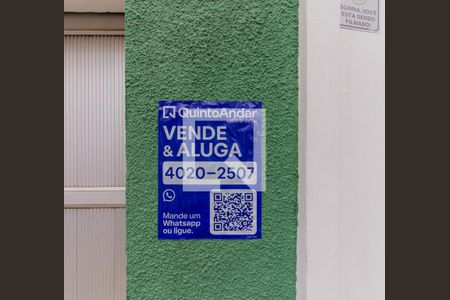 SORRIA, VOCÊ
ESTÁ SENDO
FILMADO!
QuintoAndar
VENDE
& ALUGA
4020-2507
Mande um
Whatsapp
ou ligue.